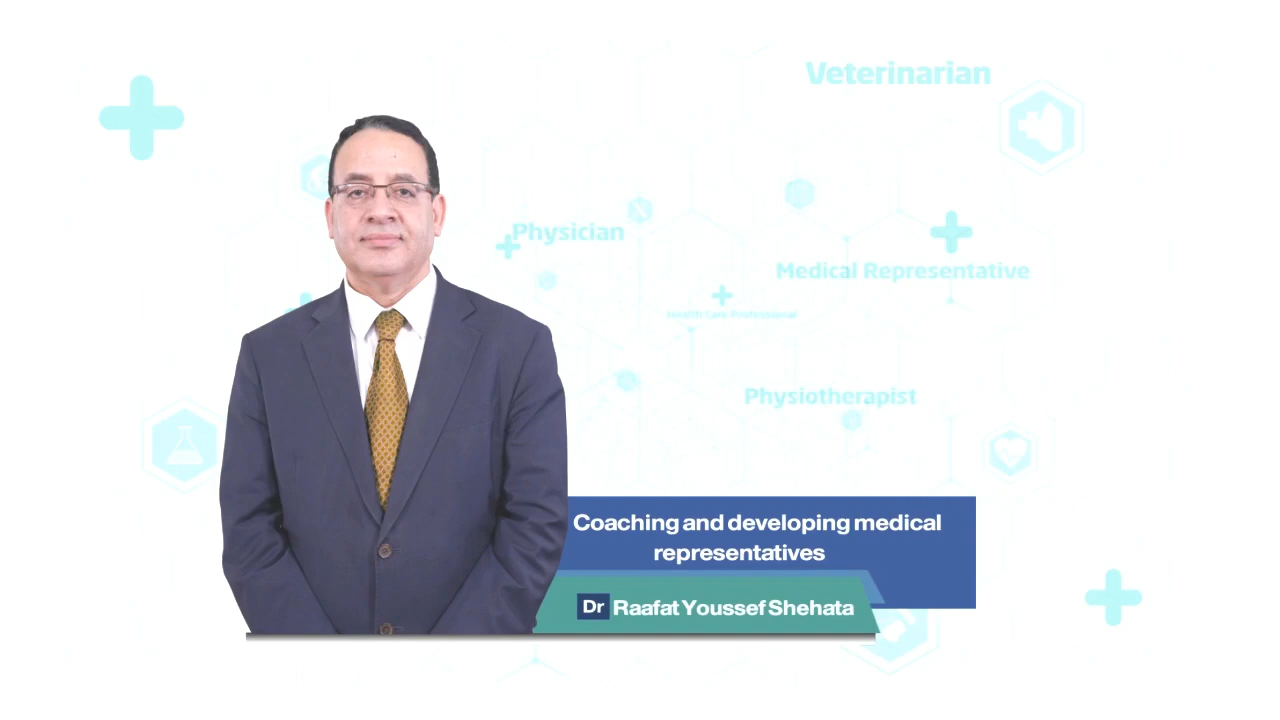 Veterinarian
Physician
Medical Representative
Health Care Professional
Physiotherapist
Coaching and developing medical
representatives
Dr Raafat Youssef Shehata